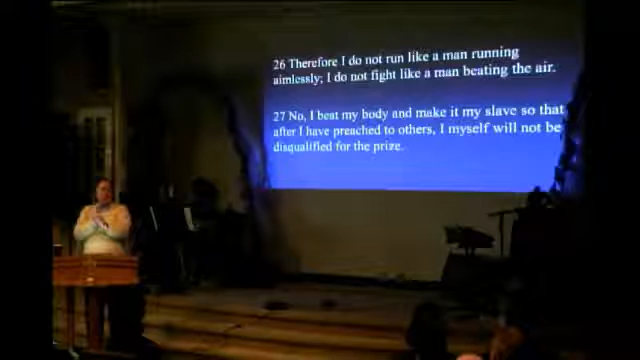 26 Therefore I do not run like a man running
aimlessly; I do not fight like a man beating the air.
27 No, I beat my body and make it my slave so that
after I have preached to others, I myself will not be
disqualified for the prize.